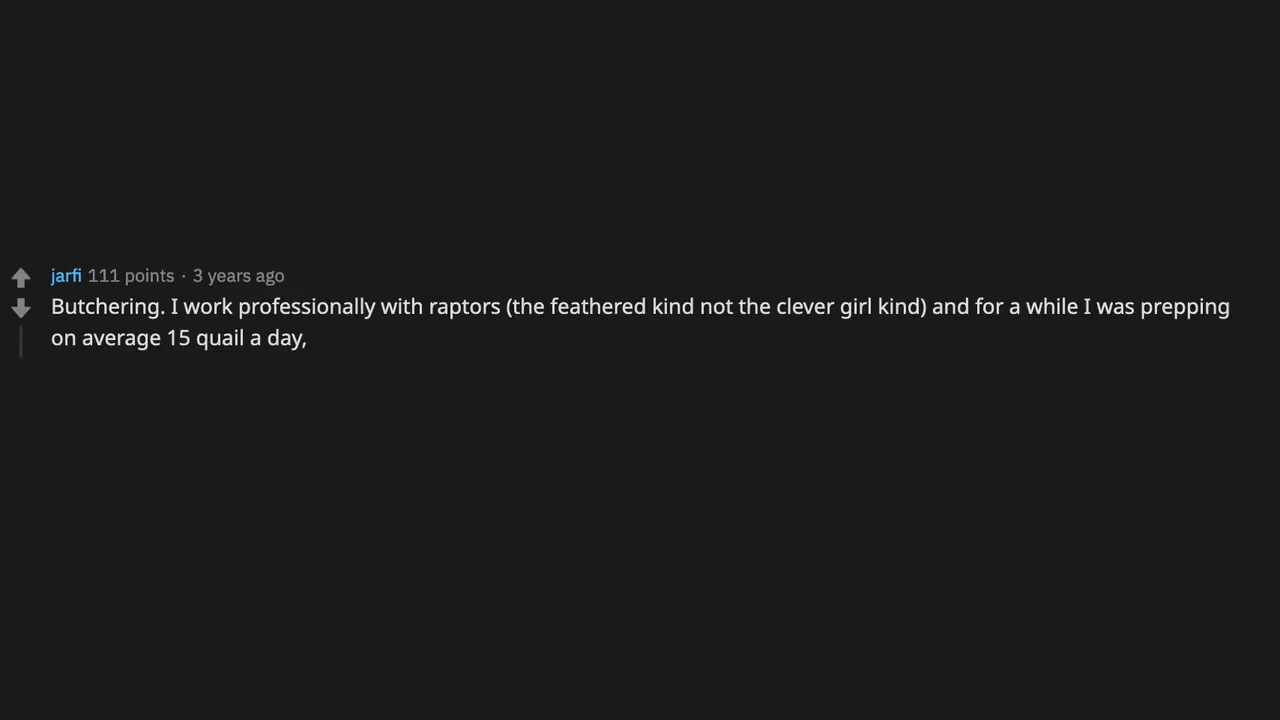 jarfi 111 points · 3 years ago
Butchering. I work professionally with raptors (the feathered kind not the clever girl kind) and for a while I was prepping
on average 15 quail a day,